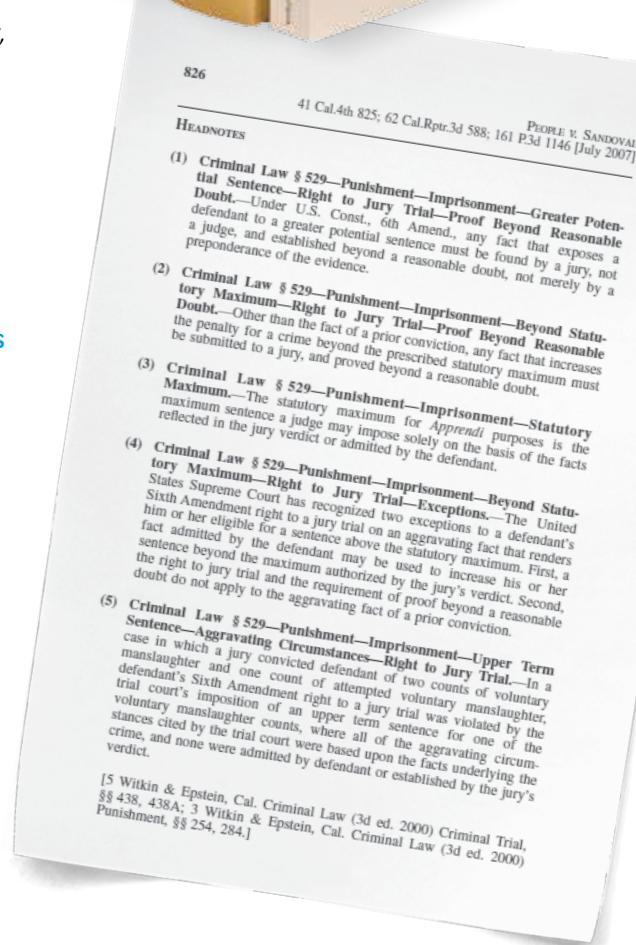 826
41 Cal.4th 825; 62 Cal.Rptr.3d 588; 161 P.3d 1146 [July 2007]
PEOPLE V. SANDOVAL
HEADNOTES
(1) Criminal Law § 529—Punishment—Imprisonment—Greater Poten-
tial Sentence—Right to Jury Trial—Proof Beyond Reasonable
Doubt.—Under U.S. Const., 6th Amend., any fact that exposes a
defendant to a greater potential sentence must be found by a jury, not
a judge, and established beyond a reasonable doubt, not merely by a
preponderance of the evidence.
(2) Criminal Law § 529—Punishment—Imprisonment—Beyond Statu-
tory Maximum—Right to Jury Trial—Proof Beyond Reasonable
Doubt.—Other than the fact of a prior conviction, any fact that increases
the penalty for a crime beyond the prescribed statutory maximum must
be submitted to a jury, and proved beyond a reasonable doubt.
(3) Criminal Law § 529—Punishment—Imprisonment—Statutory
Maximum.—The statutory maximum for Apprendi purposes is the
maximum sentence a judge may impose solely on the basis of the facts
reflected in the jury verdict or admitted by the defendant.
(4) Criminal Law § 529—Punishment—Imprisonment—Beyond Statu-
tory Maximum—Right to Jury Trial—Exceptions.—The United
States Supreme Court has recognized two exceptions to a defendant's
Sixth Amendment right to a jury trial on an aggravating fact that renders
him or her eligible for a sentence above the statutory maximum. First, a
fact admitted by the defendant may be used to increase his or her
sentence beyond the maximum authorized by the jury's verdict. Second,
the right to jury trial and the requirement of proof beyond a reasonable
doubt do not apply to the aggravating fact of a prior conviction.
(5) Criminal Law § 529—Punishment—Imprisonment—Upper Term
Sentence—Aggravating Circumstances—Right to Jury Trial.—In a
case in which a jury convicted defendant of two counts of voluntary
manslaughter and one count of attempted voluntary manslaughter,
defendant's Sixth Amendment right to a jury trial was violated by the
trial court's imposition of an upper term sentence for one of the
voluntary manslaughter counts, where all of the aggravating circum-
stances cited by the trial court were based upon the facts underlying the
crime, and none were admitted by defendant or established by the jury's
verdict.
[5 Witkin & Epstein, Cal. Criminal Law (3d ed. 2000) Criminal Trial,
§§ 438, 438A; 3 Witkin & Epstein, Cal. Criminal Law (3d ed. 2000)
Punishment, §§ 254, 284.]